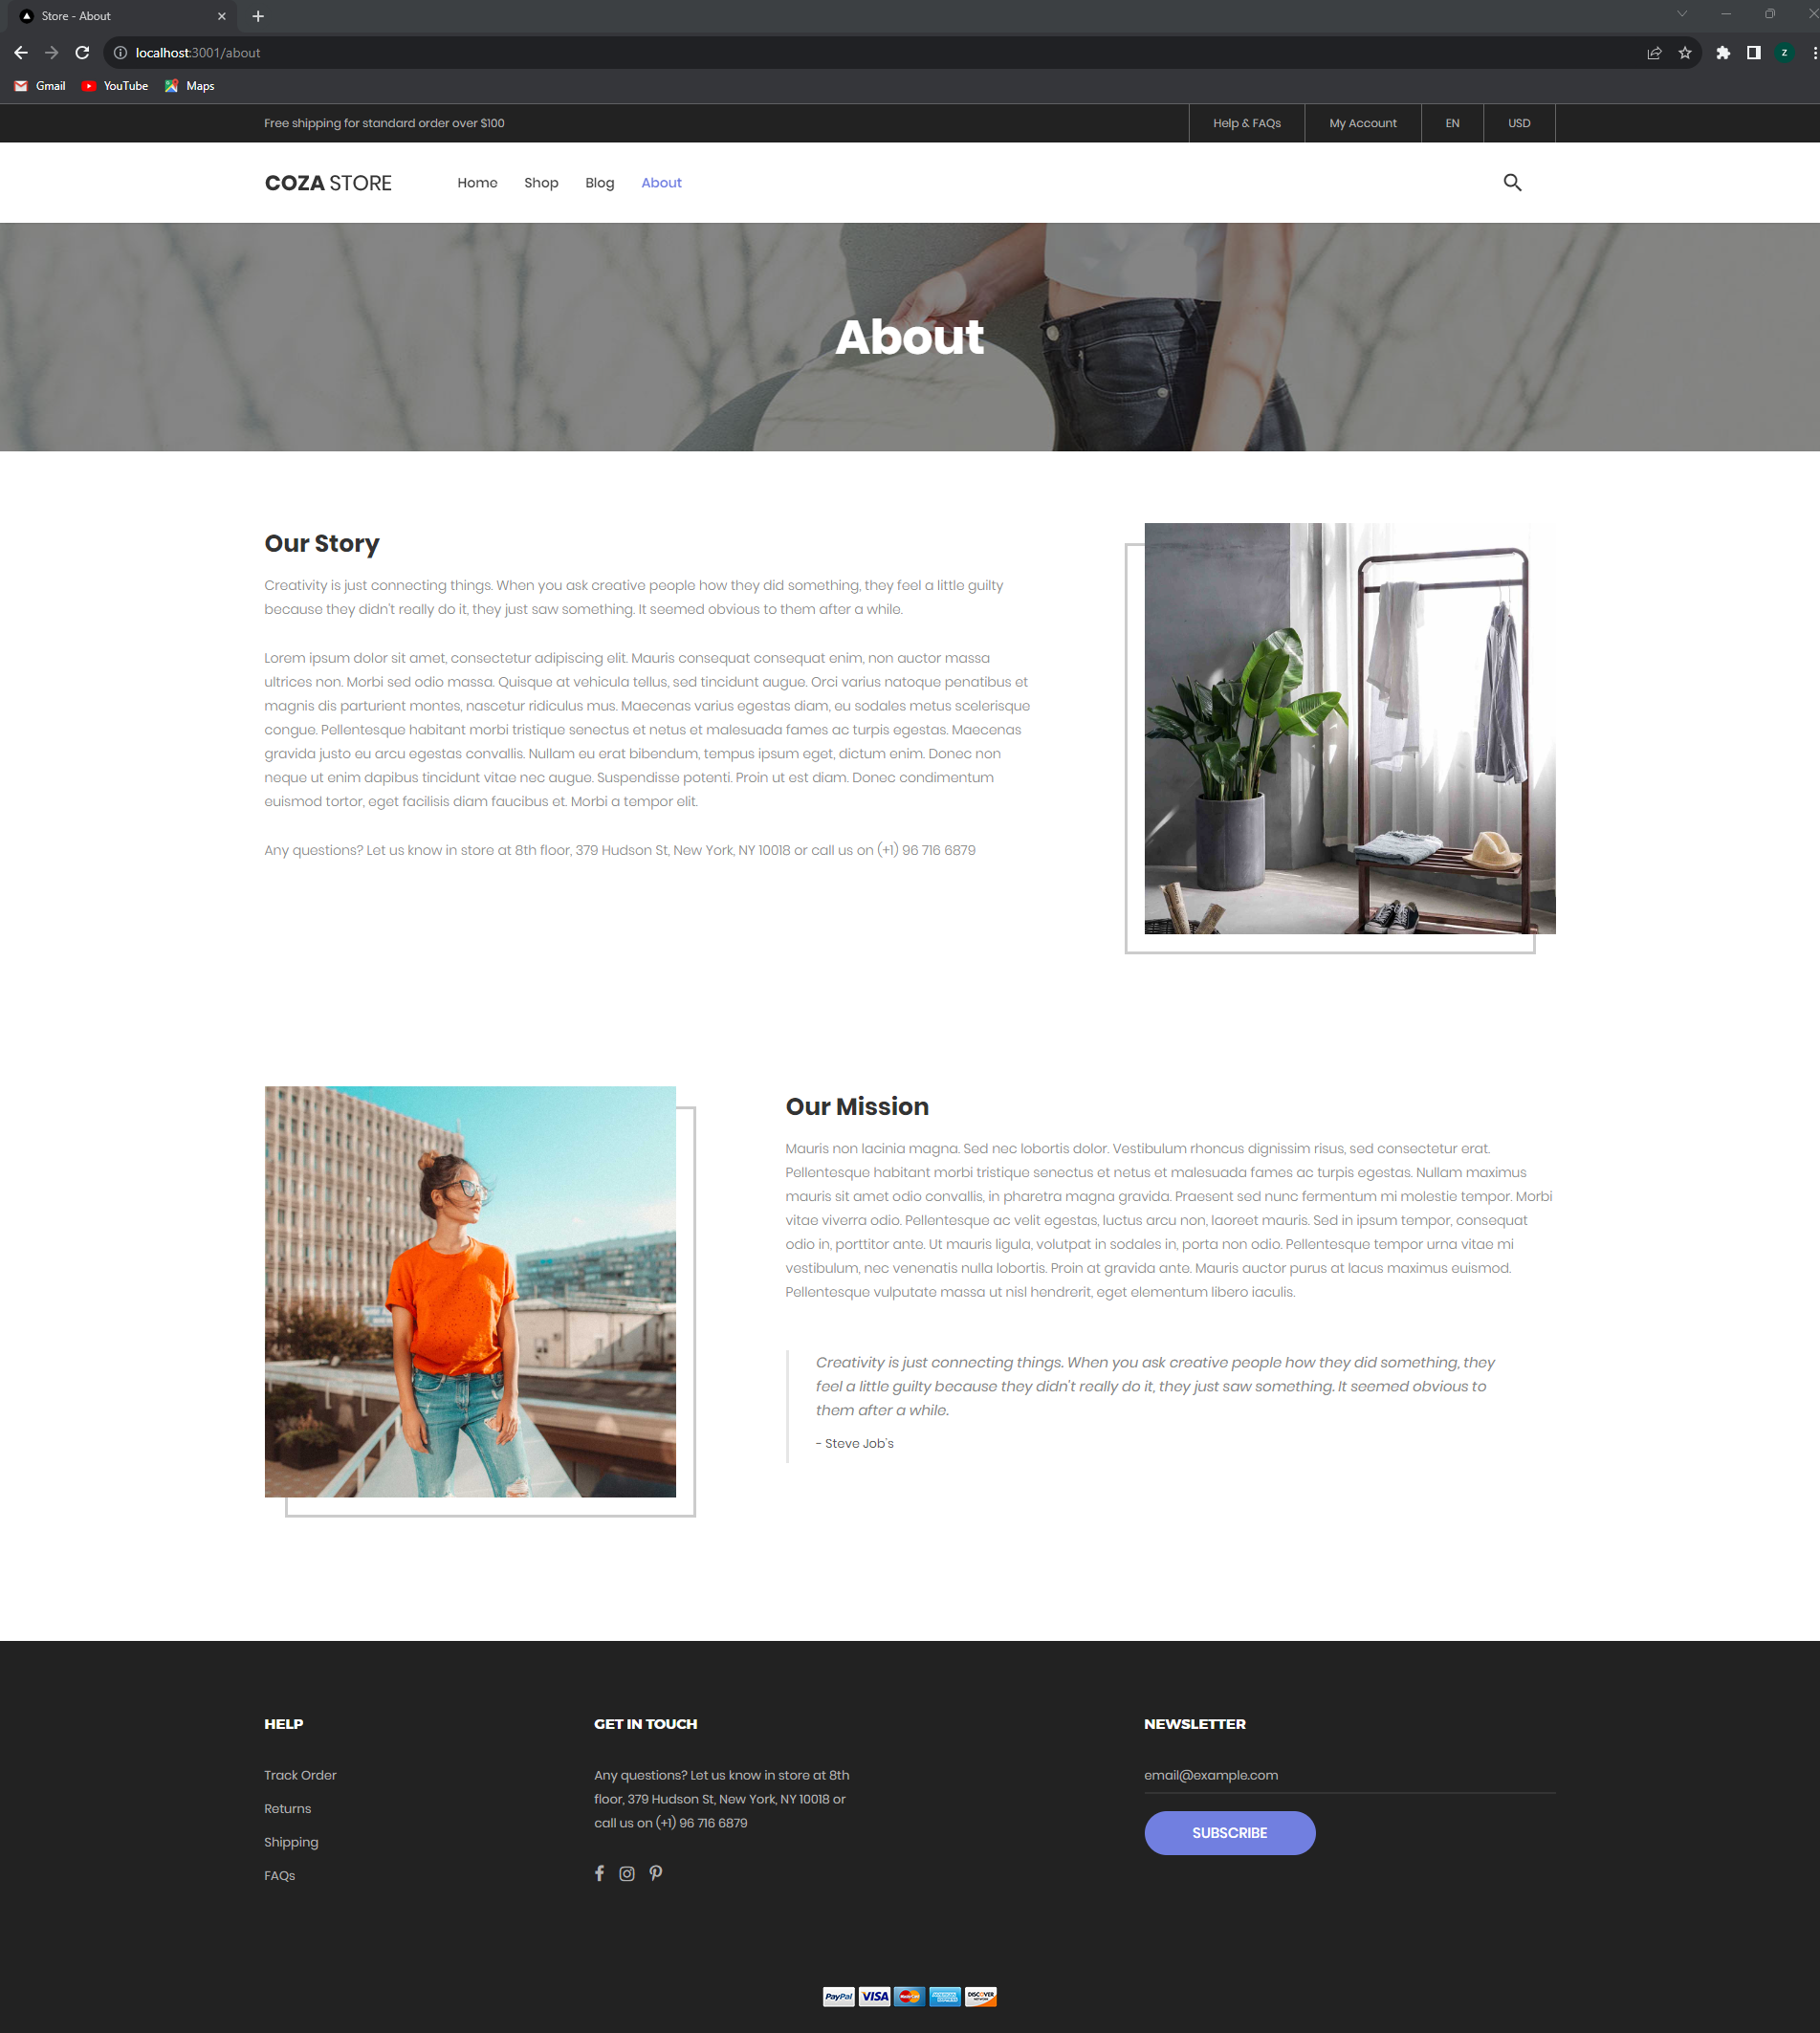 Store - About
localhost:3001/about
Gmail YouTube Maps
Free shipping for standard order over $100 Help & FAQs My Account EN USD
COZA STORE Home Shop Blog About
About
Our Story
Creativity is just connecting things. When you ask creative people how they did something, they feel a little guilty
because they didn't really do it, they just saw something. It seemed obvious to them after a while.
Lorem ipsum dolor sit amet, consectetur adipiscing elit. Mauris consequat consequat enim, non auctor massa
ultrices non. Morbi sed odio massa. Quisque at vehicula tellus, sed tincidunt augue. Orci varius natoque penatibus et
magnis dis parturient montes, nascetur ridiculus mus. Maecenas varius egestas diam, eu sodales metus scelerisque
congue. Pellentesque habitant morbi tristique senectus et netus et malesuada fames ac turpis egestas. Maecenas
gravida justo eu arcu egestas convallis. Nullam eu erat bibendum, tempus ipsum eget, dictum enim. Donec non
neque ut enim dapibus tincidunt vitae nec augue. Suspendisse potenti. Proin ut est diam. Donec condimentum
euismod tortor, eget facilisis diam faucibus et. Morbi a tempor elit.
Any questions? Let us know in store at 8th floor, 379 Hudson St, New York, NY 10018 or call us on (+1) 96 716 6879
Our Mission
Mauris non lacinia magna. Sed nec lobortis dolor. Vestibulum rhoncus dignissim risus, sed consectetur erat.
Pellentesque habitant morbi tristique senectus et netus et malesuada fames ac turpis egestas. Nullam maximus
mauris sit amet odio convallis, in pharetra magna gravida. Praesent sed nunc fermentum mi molestie tempor. Morbi
vitae viverra odio. Pellentesque ac velit egestas, luctus arcu non, laoreet mauris. Sed in ipsum tempor, consequat
odio in, porttitor ante. Ut mauris ligula, volutpat in sodales in, porta non odio. Pellentesque tempor urna vitae mi
vestibulum, nec venenatis nulla lobortis. Proin at gravida ante. Mauris auctor purus at lacus maximus euismod.
Pellentesque vulputate massa ut nisl hendrerit, eget elementum libero iaculis.
Creativity is just connecting things. When you ask creative people how they did something, they
feel a little guilty because they didn't really do it, they just saw something. It seemed obvious to
them after a while.
- Steve Job's
HELP
Track Order
Returns
Shipping
FAQs
GET IN TOUCH
Any questions? Let us know in store at 8th
floor, 379 Hudson St, New York, NY 10018 or
call us on (+1) 96 716 6879
NEWSLETTER
email@example.com
SUBSCRIBE
PayPal VISA MasterCard DISCOVER